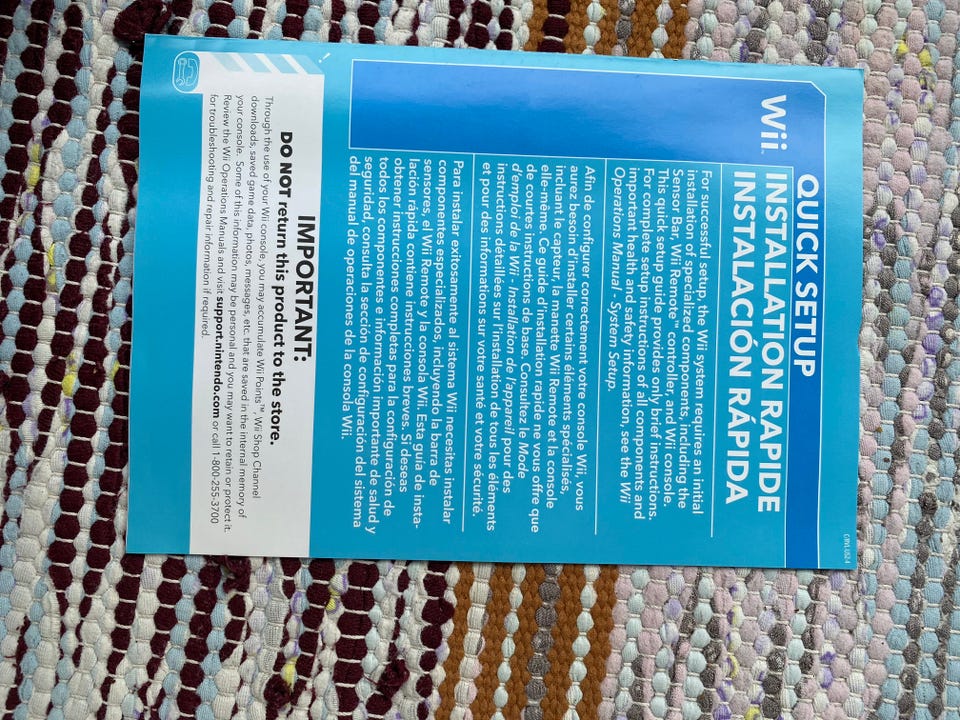 C/RVL-USZ-4
Wii™
QUICK SETUP
INSTALLATION RAPIDE
INSTALACIÓN RÁPIDA
For successful setup, the Wii system requires an initial
installation of specialized components, including the
Sensor Bar, Wii Remote™ controller, and Wii console.
This quick setup guide provides only brief instructions.
For complete setup instructions of all components and
important health and safety information, see the Wii
Operations Manual - System Setup.
Afin de configurer correctement votre console Wii, vous
aurez besoin d'installer certains éléments spécialisés,
incluant le capteur, la manette Wii Remote et la console
elle-même. Ce guide d'installation rapide ne vous offre que
de courtes instructions de base. Consultez le Mode
d'emploi de la Wii - Installation de l'appareil pour des
instructions détaillées sur l'installation de tous les éléments
et pour des informations sur votre santé et votre sécurité.
Para instalar exitosamente al sistema Wii necesitas instalar
componentes especializados, incluyendo la barra de
sensores, el Wii Remote y la consola Wii. Esta guía de insta-
lación rápida contiene instrucciones breves. Si deseas
obtener instrucciones completas para la configuración de
todos los componentes e información importante de salud y
seguridad, consulta la sección de configuración del sistema
del manual de operaciones de la consola Wii.
IMPORTANT:
DO NOT return this product to the store.
Through the use of your Wii console, you may accumulate Wii Points™, Wii Shop Channel
downloads, saved game data, photos, messages, etc. that are saved in the internal memory of
your console. Some of this information may be personal and you may want to retain or protect it.
Review the Wii Operations Manuals and visit support.nintendo.com or call 1-800-255-3700
for troubleshooting and repair information if required.